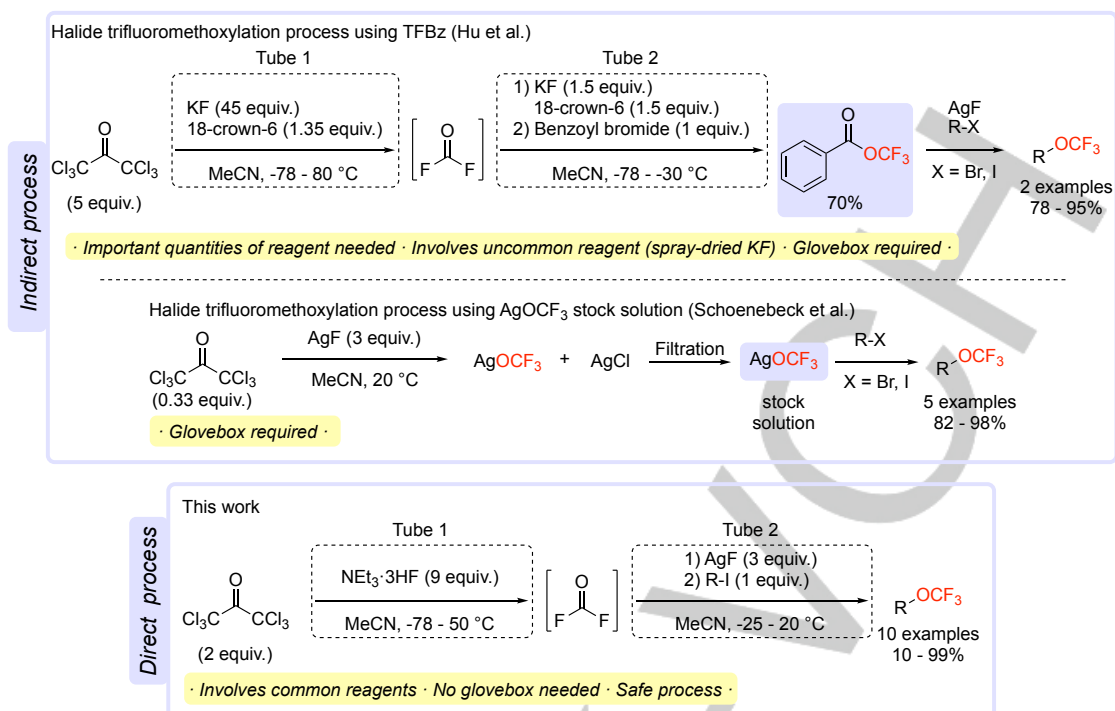 Halide trifluoromethoxylation process using TFBz (Hu et al.)
Tube 1
Tube 2
KF (45 equiv.)
18-crown-6 (1.35 equiv.)
MeCN, -78 - 80 °C
1) KF (1.5 equiv.)
18-crown-6 (1.5 equiv.)
2) Benzoyl bromide (1 equiv.)
MeCN, -78 - -30 °C
O
Cl₃C CCl₃
(5 equiv.)
O
F F
O
OCF₃
70%
AgF
R-X
X = Br, I
R OCF₃
2 examples
78 - 95%
· Important quantities of reagent needed · Involves uncommon reagent (spray-dried KF) · Glovebox required ·
Indirect process
Halide trifluoromethoxylation process using AgOCF₃ stock solution (Schoenebeck et al.)
O
Cl₃C CCl₃
(0.33 equiv.)
AgF (3 equiv.)
MeCN, 20 °C
AgOCF₃ + AgCl
Filtration
AgOCF₃
stock
solution
R-X
X = Br, I
R OCF₃
5 examples
82 - 98%
· Glovebox required ·
This work
Tube 1
Tube 2
O
Cl₃C CCl₃
(2 equiv.)
NEt₃·3HF (9 equiv.)
MeCN, -78 - 50 °C
O
F F
1) AgF (3 equiv.)
2) R-I (1 equiv.)
MeCN, -25 - 20 °C
R OCF₃
10 examples
10 - 99%
· Involves common reagents · No glovebox needed · Safe process ·
Direct process